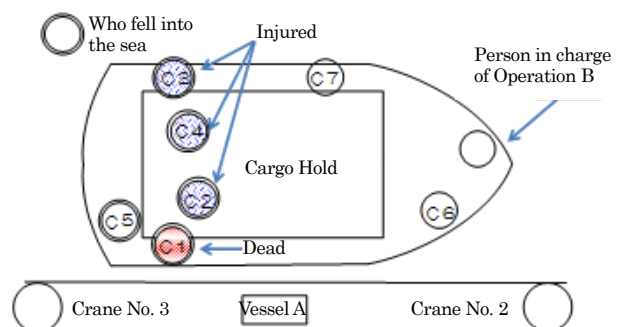 Who fell into
the sea
Injured
Person in charge
of Operation B
C3
C7
C4
Cargo Hold
C2
C5
C6
C1
Dead
Crane No. 3
Vessel A
Crane No. 2